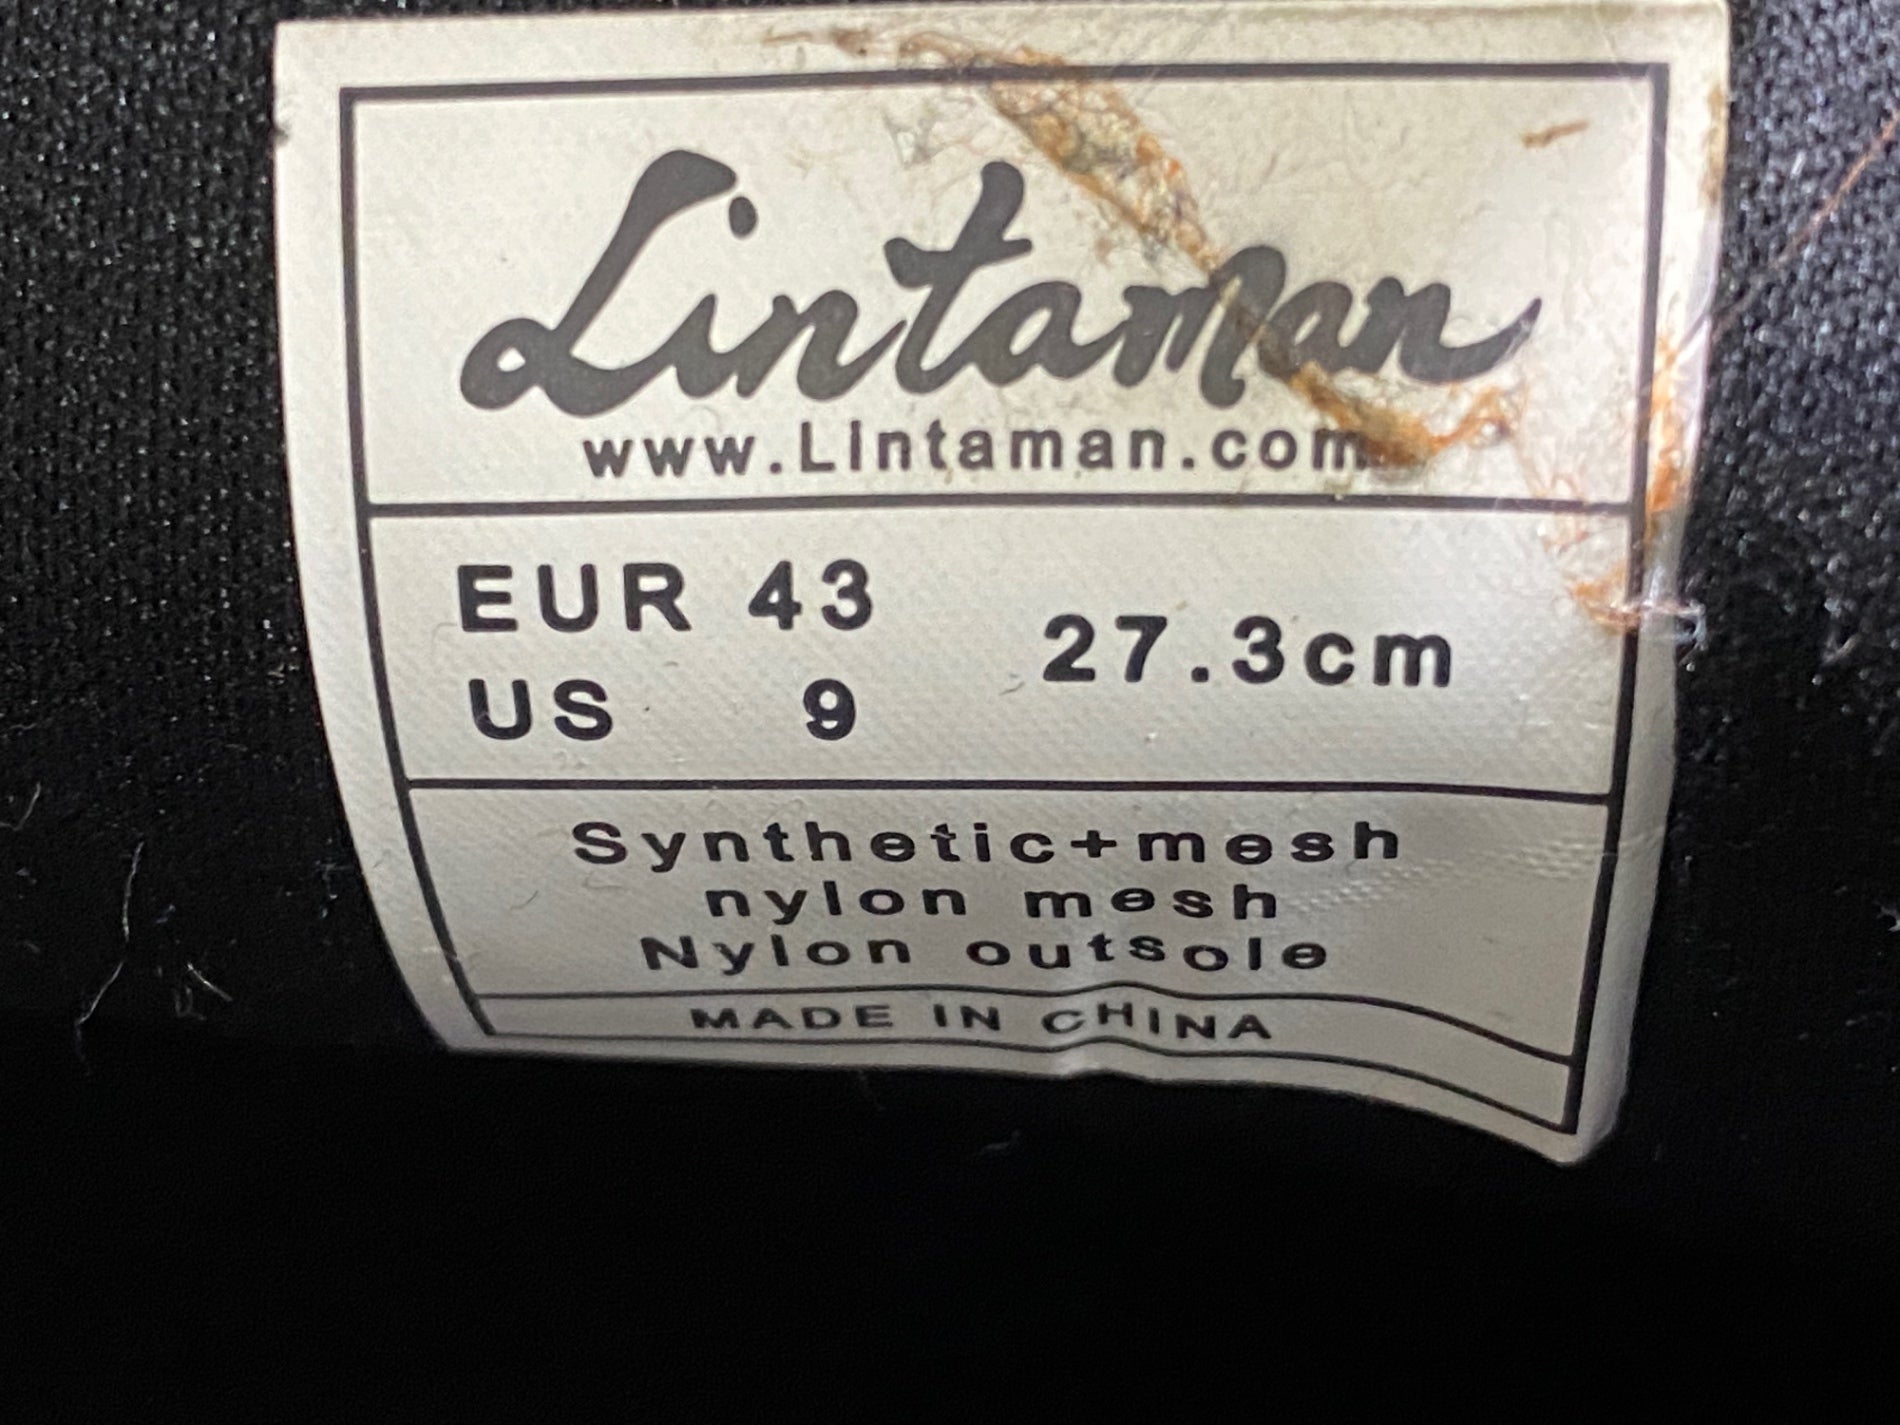 Lintaman
www.Lintaman.com
EUR 43
US 9
27.3cm
Synthetic+mesh
nylon mesh
Nylon outsole
MADE IN CHINA